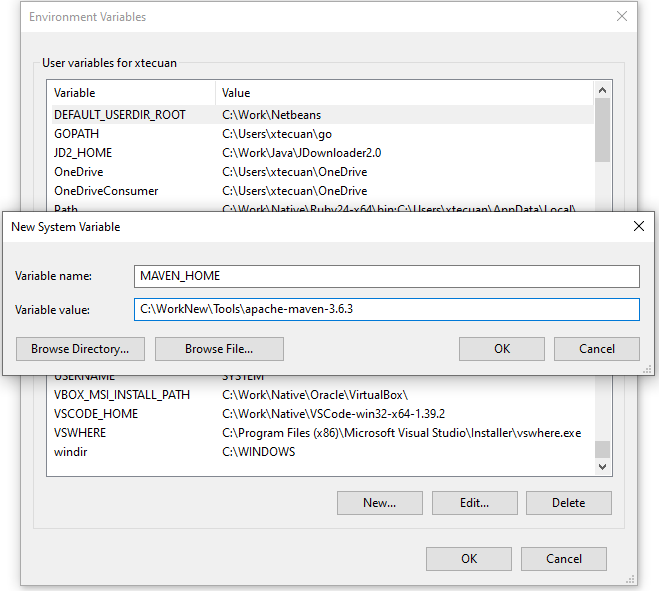 Environment Variables
User variables for xtecuan
Variable Value
DEFAULT_USERDIR_ROOT C:\Work\Netbeans
GOPATH C:\Users\xtecuan\go
JD2_HOME C:\Work\Java\JDownloader2.0
OneDrive C:\Users\xtecuan\OneDrive
OneDriveConsumer C:\Users\xtecuan\OneDrive
Path C:\Work\Native\Ruby24-x64\bin;C:\Users\xtecuan\AppData\Local\
New System Variable
Variable name: MAVEN_HOME
Variable value: C:\WorkNew\Tools\apache-maven-3.6.3
Browse Directory... Browse File... OK Cancel
USERNAME SYSTEM
VBOX_MSI_INSTALL_PATH C:\Work\Native\Oracle\VirtualBox\
VSCODE_HOME C:\Work\Native\VSCode-win32-x64-1.39.2
VSWHERE C:\Program Files (x86)\Microsoft Visual Studio\Installer\vswhere.exe
windir C:\WINDOWS
New... Edit... Delete
OK Cancel